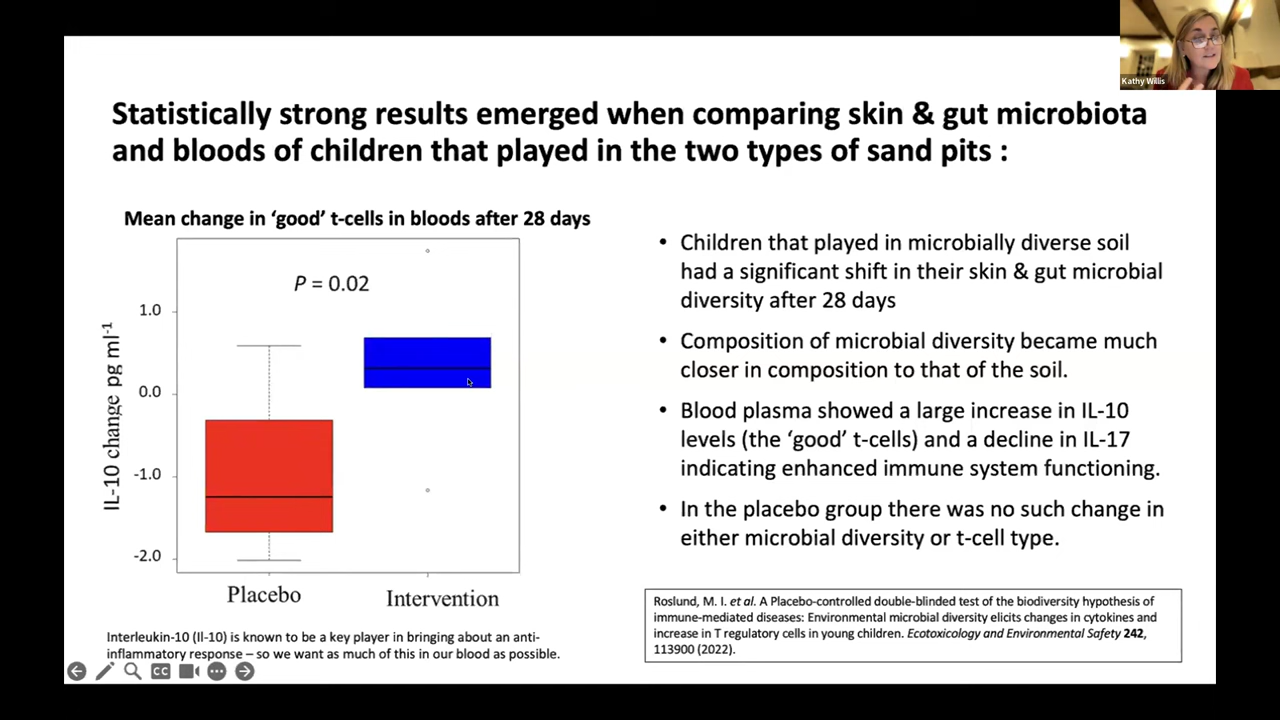 Kathy Willis
Statistically strong results emerged when comparing skin & gut microbiota
and bloods of children that played in the two types of sand pits :
Mean change in ‘good’ t-cells in bloods after 28 days
P = 0.02
IL-10 change pg ml-1
1.0
0.0
-1.0
-2.0
Placebo
Intervention
Interleukin-10 (Il-10) is known to be a key player in bringing about an anti-
inflammatory response – so we want as much of this in our blood as possible.
• Children that played in microbially diverse soil
had a significant shift in their skin & gut microbial
diversity after 28 days
• Composition of microbial diversity became much
closer in composition to that of the soil.
• Blood plasma showed a large increase in IL-10
levels (the ‘good’ t-cells) and a decline in IL-17
indicating enhanced immune system functioning.
• In the placebo group there was no such change in
either microbial diversity or t-cell type.
Roslund, M. I. et al. A Placebo-controlled double-blinded test of the biodiversity hypothesis of
immune-mediated diseases: Environmental microbial diversity elicits changes in cytokines and
increase in T regulatory cells in young children. Ecotoxicology and Environmental Safety 242,
113900 (2022).
CC